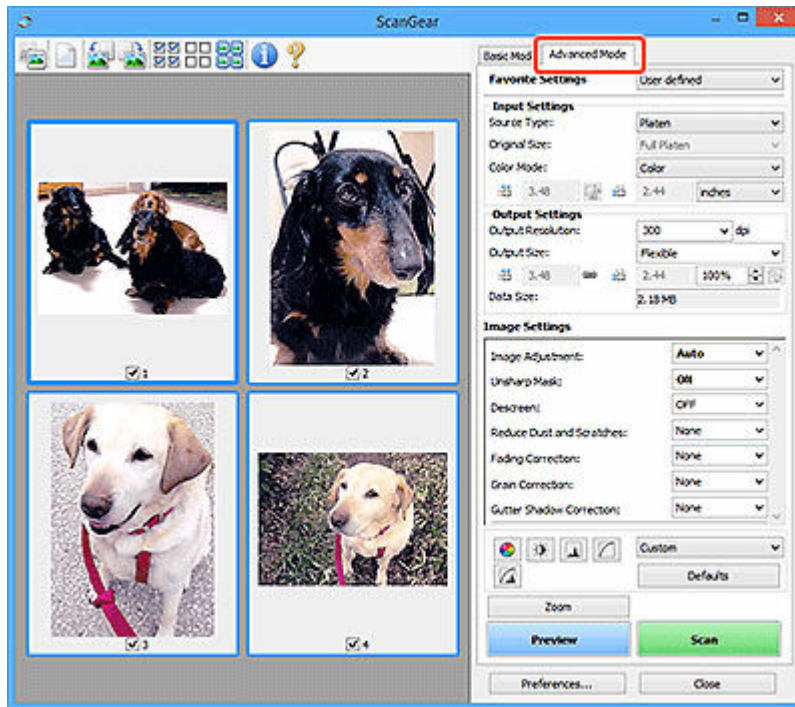 ScanGear
Basic Mod Advanced Mode
Favorite Settings User defined
Input Settings
Source Type: Platen
Original Size: Full Platen
Color Mode: Color
3.48 2.44 inches
Output Settings
Output Resolution: 300 dpi
Output Size: Flexible
3.48 2.44 100%
Data Size: 2.18 MB
Image Settings
Image Adjustment: Auto
Unsharp Mask: ON
Descreen: OFF
Reduce Dust and Scratches: None
Fading Correction: None
Grain Correction: None
Gutter Shadow Correction: None
Custom
Defaults
Zoom
Preview Scan
Preferences... Close
1
2
3
4